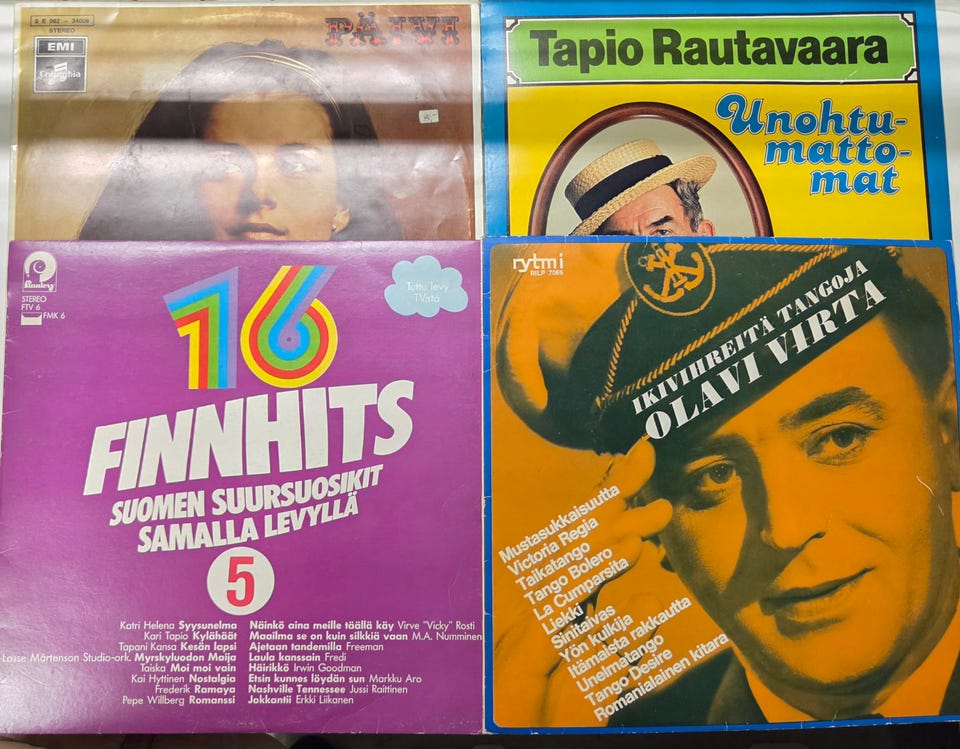 S E 062 – 34009
STEREO
EMI
Columbia
PÄIVI
8,-
Tapio Rautavaara
Unohtu-
matto-
mat
Finnlevy
STEREO
FTV 6
FMK 6
Tuttu levy
TVstä
16
FINNHITS
SUOMEN SUURSUOSIKIT
SAMALLA LEVYLLÄ
5
Katri Helena Syysunelma
Kari Tapio Kylähäät
Tapani Kansa Kesän lapsi
Lasse Mårtenson Studio-ork. Myrskyluodon Maija
Taiska Moi moi vain
Kai Hyttinen Nostalgia
Frederik Ramaya
Pepe Willberg Romanssi
Näinkö aina meille täällä käy Virve "Vicky" Rosti
Maailma se on kuin silkkiä vaan M.A. Numminen
Ajetaan tandemilla Freeman
Laula kanssain Fredi
Häirikkö Irwin Goodman
Etsin kunnes löydän sun Markku Aro
Nashville Tennessee Jussi Raittinen
Jokkantii Erkki Liikanen
rytmi
RILP 7069
IKIVIHREITÄ TANGOJA
OLAVI VIRTA
Mustasukkaisuutta
Victoria Regia
Taikatango
Tango Bolero
La Cumparsita
Liekki
Sinitaivas
Yön kulkija
Itämaista rakkautta
Unelmatango
Tango Desire
Romanialainen kitara